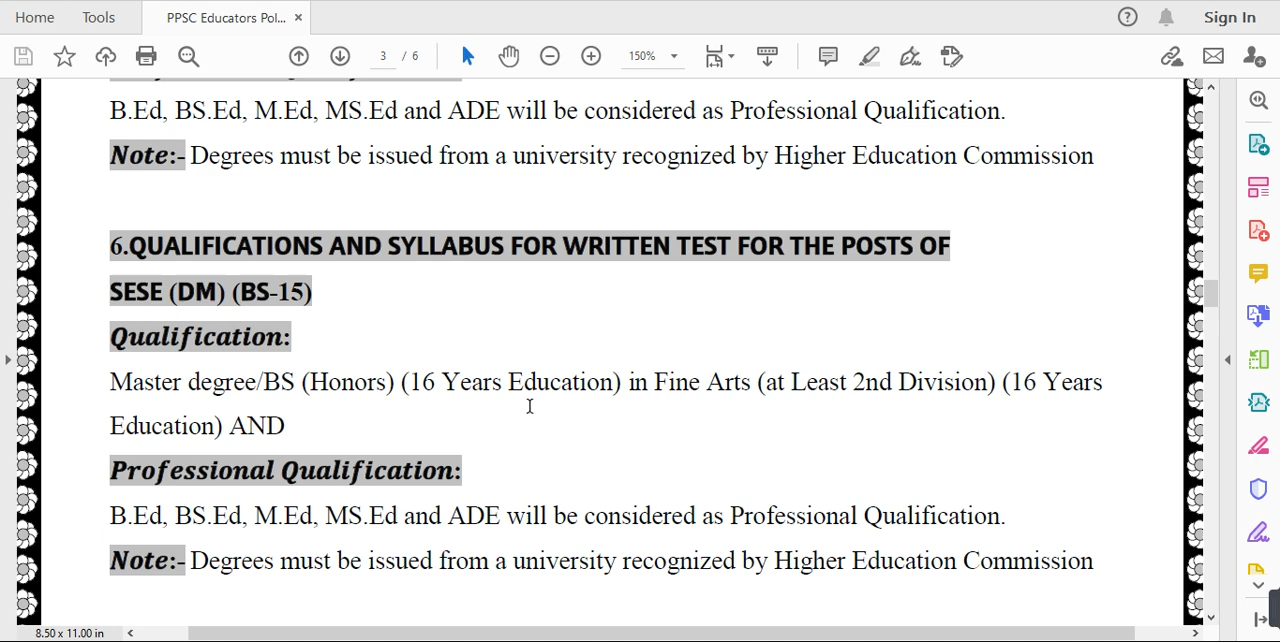 Home Tools PPSC Educators Pol... × Sign In
3 / 6 150%
B.Ed, BS.Ed, M.Ed, MS.Ed and ADE will be considered as Professional Qualification.
Note:- Degrees must be issued from a university recognized by Higher Education Commission
6.QUALIFICATIONS AND SYLLABUS FOR WRITTEN TEST FOR THE POSTS OF
SESE (DM) (BS-15)
Qualification:
Master degree/BS (Honors) (16 Years Education) in Fine Arts (at Least 2nd Division) (16 Years
Education) AND
Professional Qualification:
B.Ed, BS.Ed, M.Ed, MS.Ed and ADE will be considered as Professional Qualification.
Note:- Degrees must be issued from a university recognized by Higher Education Commission
8.50 x 11.00 in